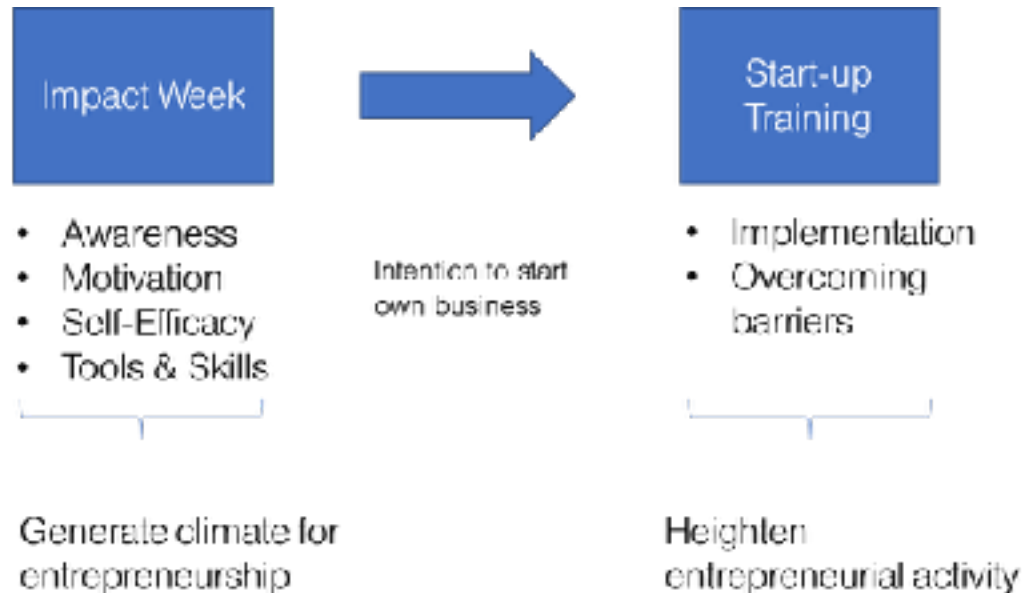 Impact Week
Start-up
Training
• Awareness
• Motivation
• Self-Efficacy
• Tools & Skills
Intention to start
own business
• Implementation
• Overcoming
barriers
Generate climate for
entrepreneurship
Heighten
entrepreneurial activity